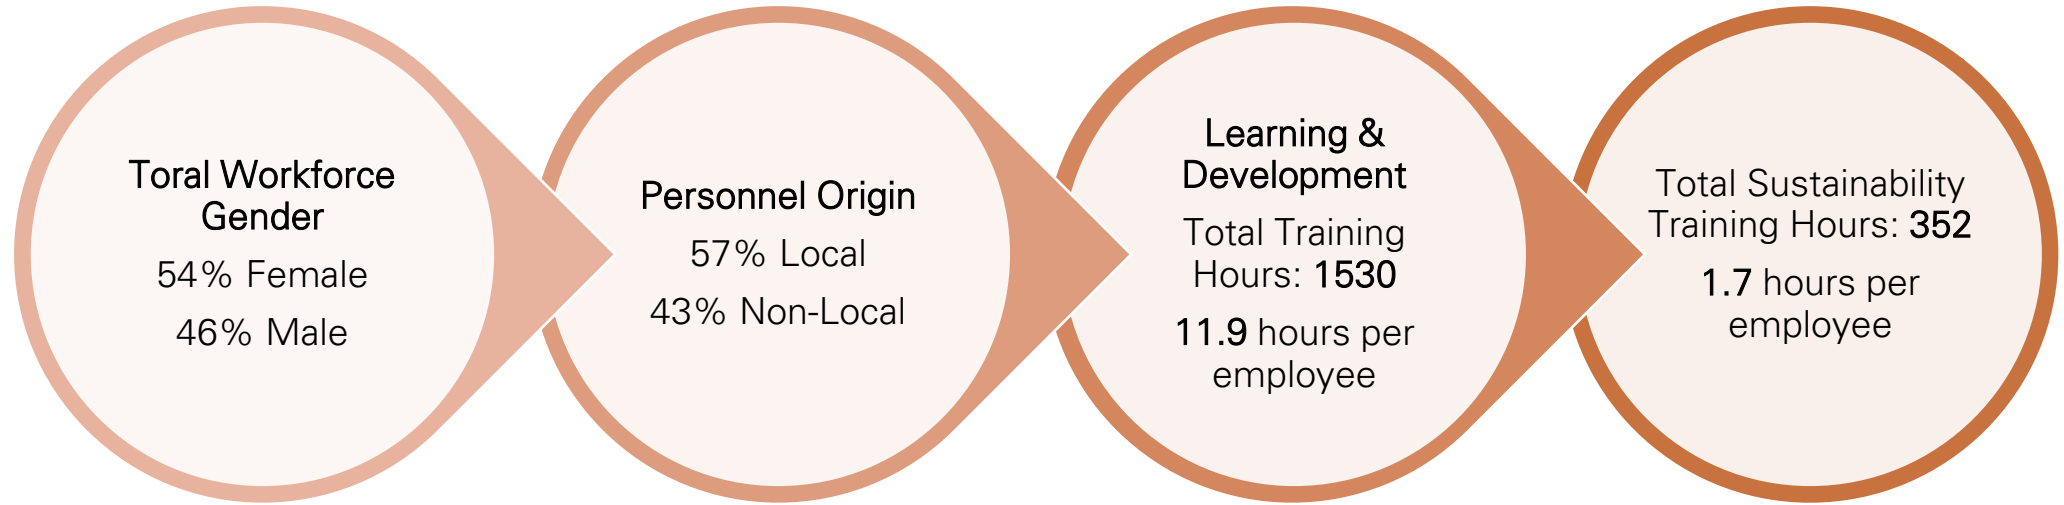 Toral Workforce
Gender
54% Female
46% Male
Personnel Origin
57% Local
43% Non-Local
Learning &
Development
Total Training
Hours: 1530
11.9 hours per
employee
Total Sustainability
Training Hours: 352
1.7 hours per
employee